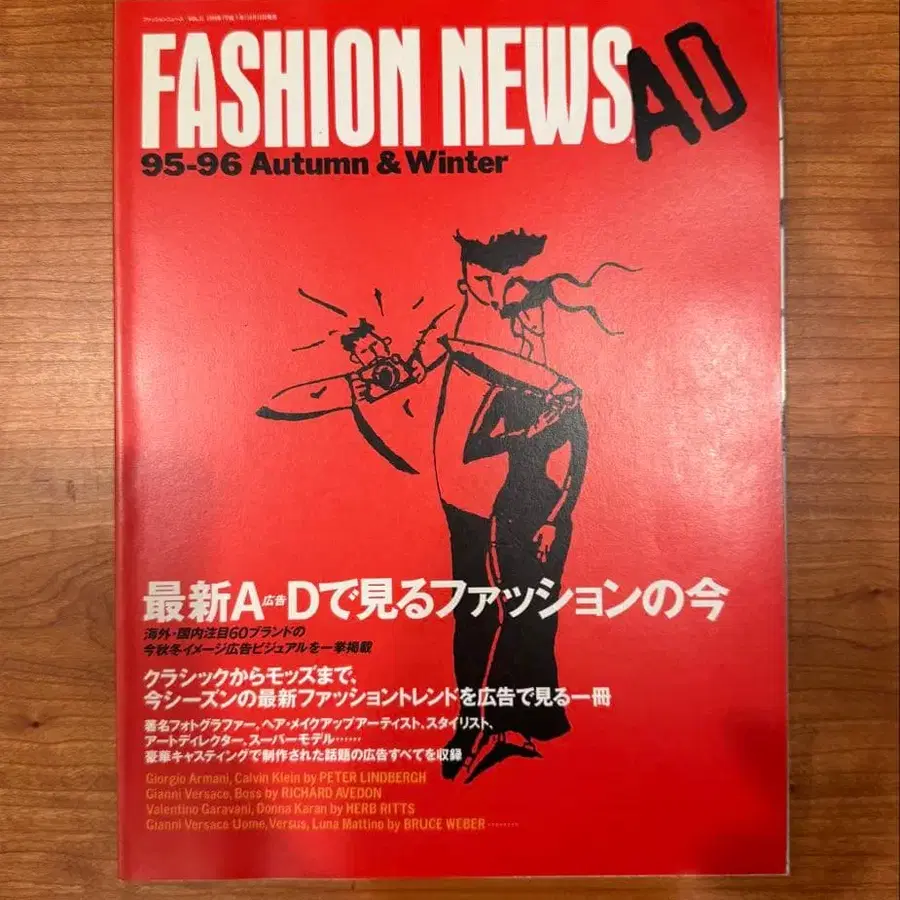 FASHION NEWS AD
95-96 Autumn & Winter
最新A広告Dで見るファッションの今
海外・国内注目60ブランドの
今秋冬イメージ広告ビジュアルを一挙掲載
クラシックからモッズまで、
今シーズンの最新ファッショントレンドを広告で見る一冊
著名フォトグラファー、ヘア・メイクアップアーティスト、スタイリスト、
アートディレクター、スーパーモデル……
豪華キャスティングで制作された話題の広告すべてを収録
Giorgio Armani, Calvin Klein by PETER LINDBERGH
Gianni Versace, Boss by RICHARD AVEDON
Valentino Garavani, Donna Karan by HERB RITTS
Gianni Versace Uomo, Versus, Luna Mattino by BRUCE WEBER ………